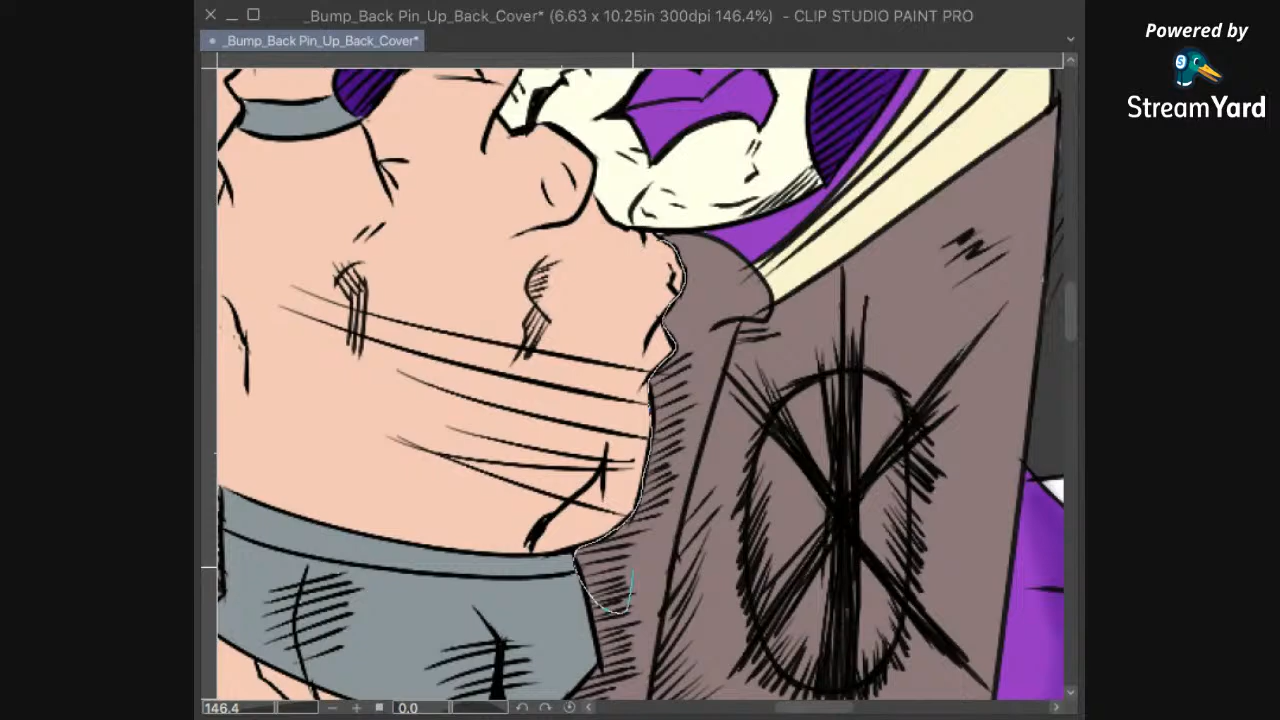 _Bump_Back Pin_Up_Back_Cover* (6.63 x 10.25in 300dpi 146.4%) - CLIP STUDIO PAINT PRO
_Bump_Back Pin_Up_Back_Cover*
Powered by
StreamYard
146.4
0.0